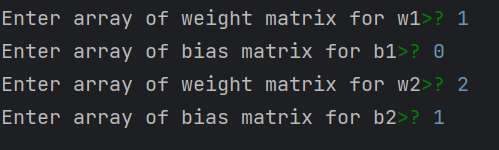 Enter array of weight matrix for w1>? 1
Enter array of bias matrix for b1>? 0
Enter array of weight matrix for w2>? 2
Enter array of bias matrix for b2>? 1